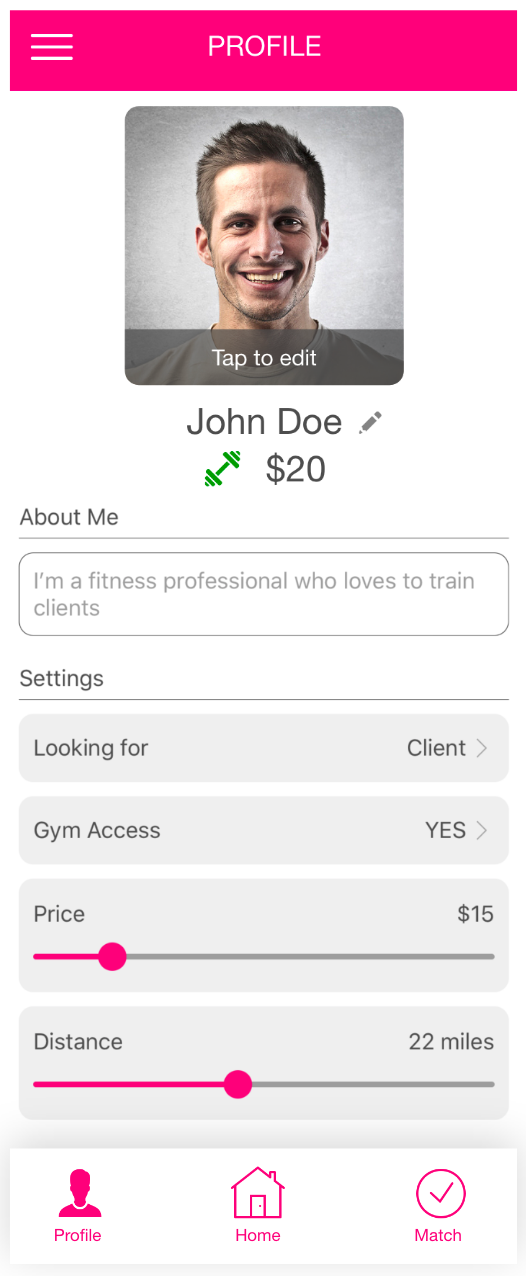 PROFILE
Tap to edit
John Doe
$20
About Me
I’m a fitness professional who loves to train
clients
Settings
Looking for Client
Gym Access YES
Price $15
Distance 22 miles
Profile Home Match